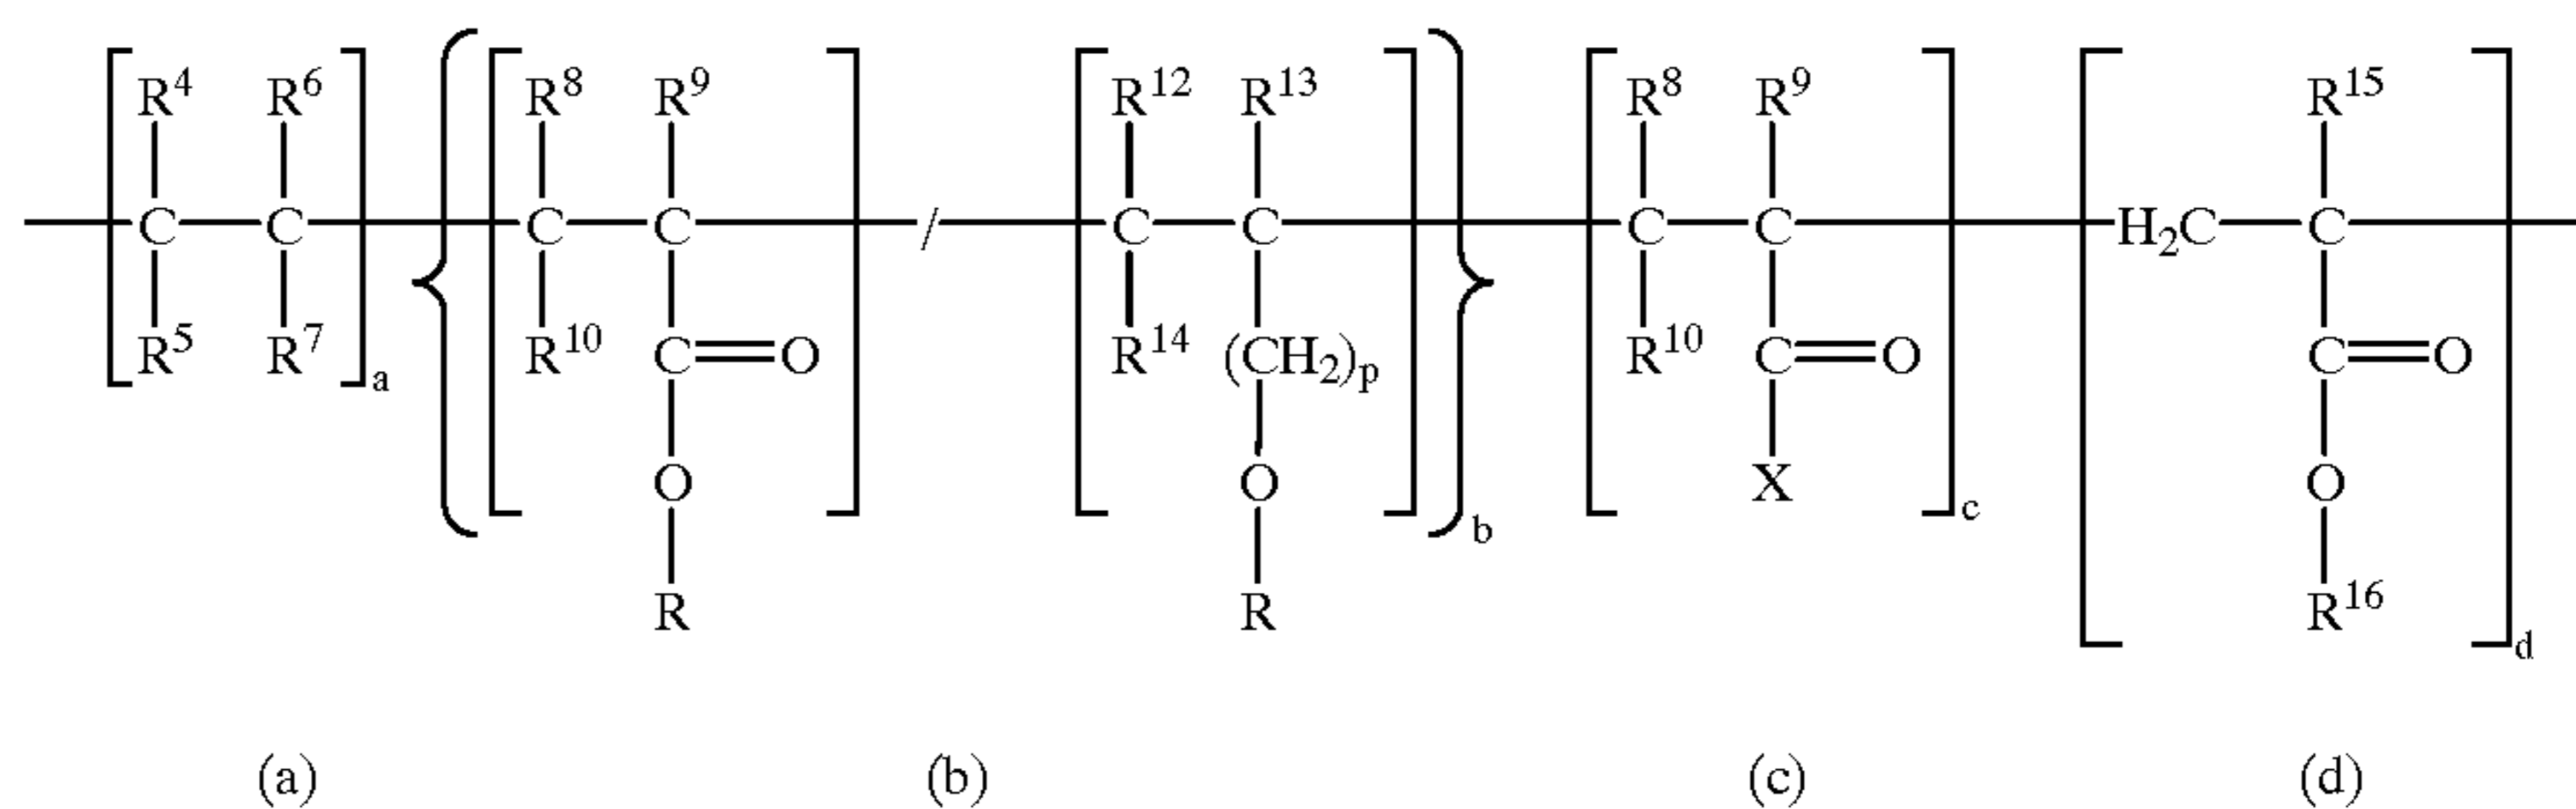 R⁴ R⁶ R⁸ R⁹ R¹² R¹³ R⁸ R⁹ R¹⁵
C C C C / C C C C H₂C C
R⁵ R⁷ a R¹⁰ C O R¹⁴ (CH₂)p R¹⁰ C O C O
O O b X c O
R R R¹⁶ d
(a) (b) (c) (d)